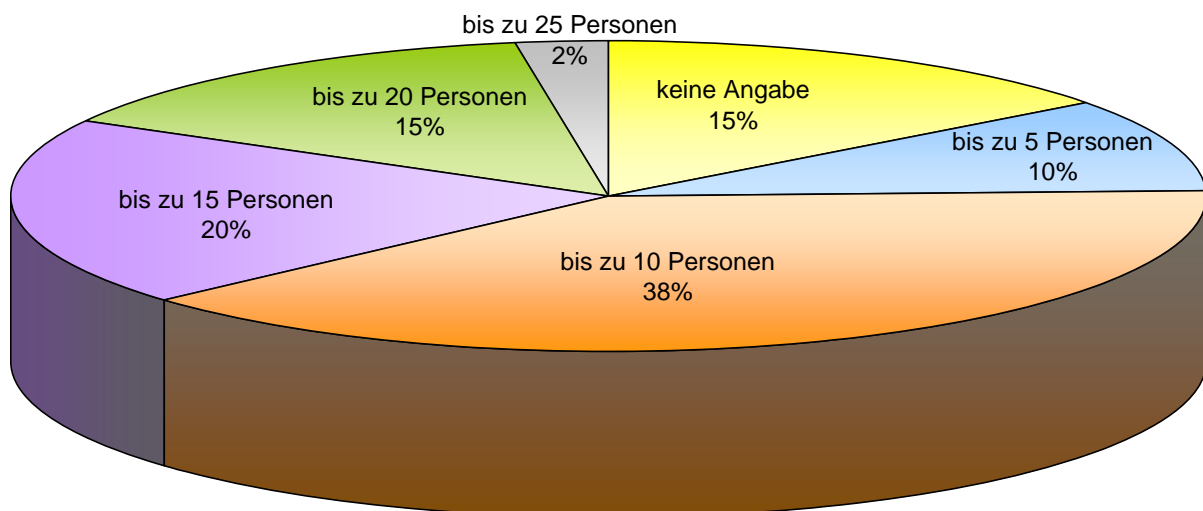 bis zu 25 Personen
2%
keine Angabe
15%
bis zu 20 Personen
15%
bis zu 5 Personen
10%
bis zu 15 Personen
20%
bis zu 10 Personen
38%